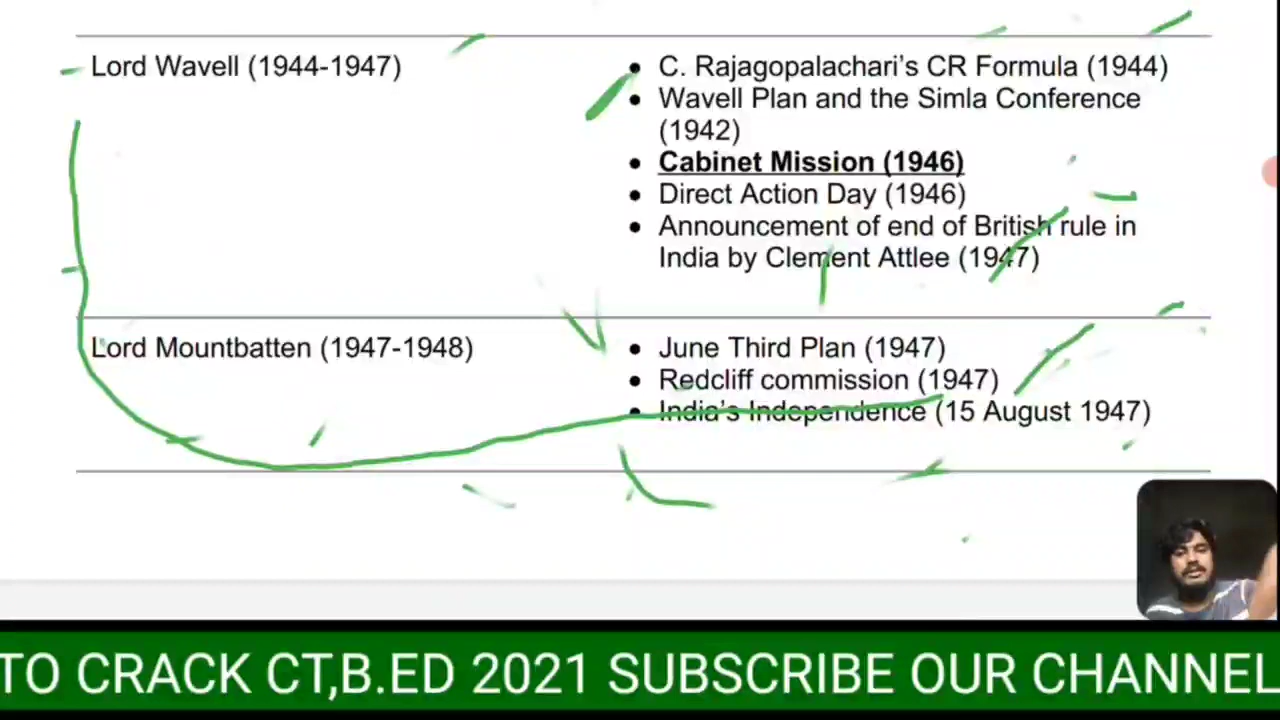 Lord Wavell (1944-1947)
• C. Rajagopalachari's CR Formula (1944)
• Wavell Plan and the Simla Conference
(1942)
• Cabinet Mission (1946)
• Direct Action Day (1946)
• Announcement of end of British rule in
India by Clement Attlee (1947)
Lord Mountbatten (1947-1948)
• June Third Plan (1947)
• Redcliff commission (1947)
• India's Independence (15 August 1947)
TO CRACK CT,B.ED 2021 SUBSCRIBE OUR CHANNEL